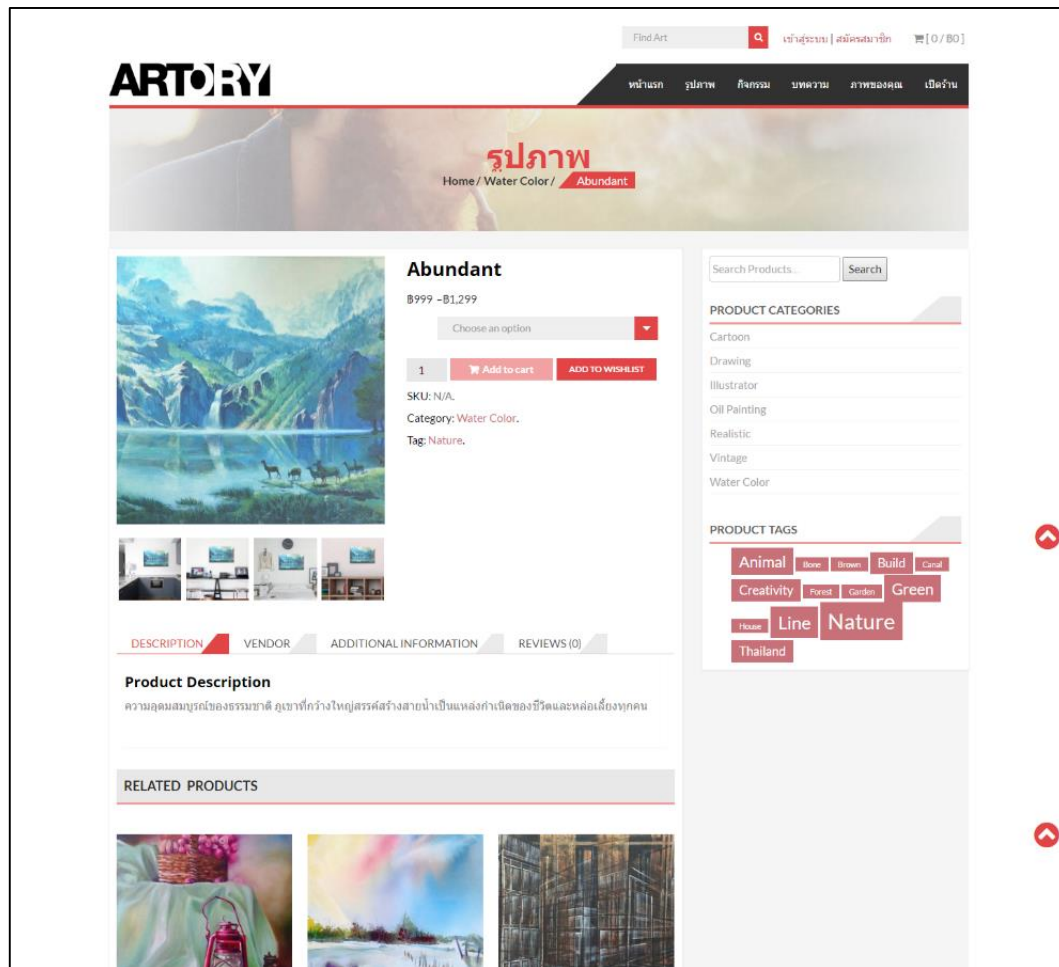 Find Art
เข้าสู่ระบบ | สมัครสมาชิก
[ 0 / ฿0 ]
ARTORY
หน้าแรก รูปภาพ กิจกรรม บทความ ภาพของคุณ เปิดร้าน
รูปภาพ
Home / Water Color / Abundant
Abundant
฿999 –฿1,299
Choose an option
1 Add to cart ADD TO WISHLIST
SKU: N/A.
Category: Water Color.
Tag: Nature.
Search Products… Search
PRODUCT CATEGORIES
Cartoon
Drawing
Illustrator
Oil Painting
Realistic
Vintage
Water Color
PRODUCT TAGS
Animal Bone Brown Build Canal
Creativity Forest Garden Green
House Line Nature
Thailand
DESCRIPTION VENDOR ADDITIONAL INFORMATION REVIEWS (0)
Product Description
ความอุดมสมบูรณ์ของธรรมชาติ ภูเขาที่กว้างใหญ่สรรค์สร้างสายน้ำเป็นแหล่งกำเนิดของชีวิตและหล่อเลี้ยงทุกคน
RELATED PRODUCTS